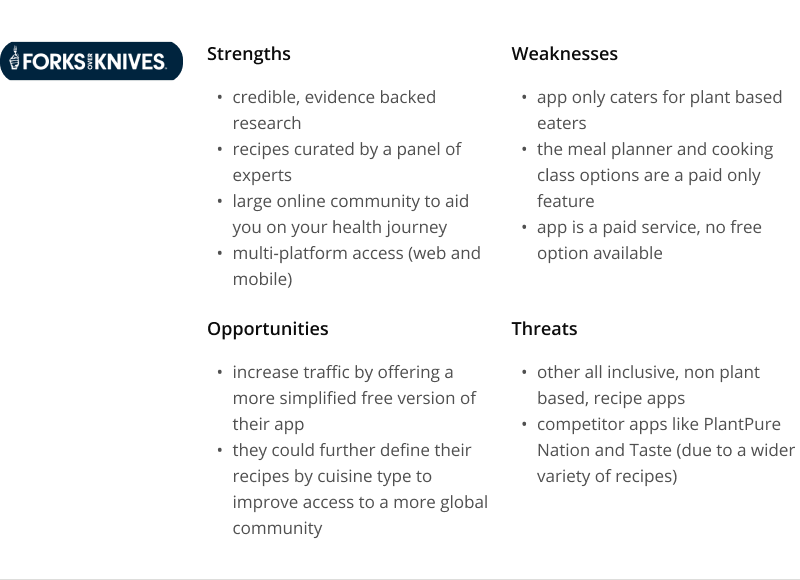 FORKS OVER KNIVES.
Strengths
• credible, evidence backed
research
• recipes curated by a panel of
experts
• large online community to aid
you on your health journey
• multi-platform access (web and
mobile)
Weaknesses
• app only caters for plant based
eaters
• the meal planner and cooking
class options are a paid only
feature
• app is a paid service, no free
option available
Opportunities
• increase traffic by offering a
more simplified free version of
their app
• they could further define their
recipes by cuisine type to
improve access to a more global
community
Threats
• other all inclusive, non plant
based, recipe apps
• competitor apps like PlantPure
Nation and Taste (due to a wider
variety of recipes)